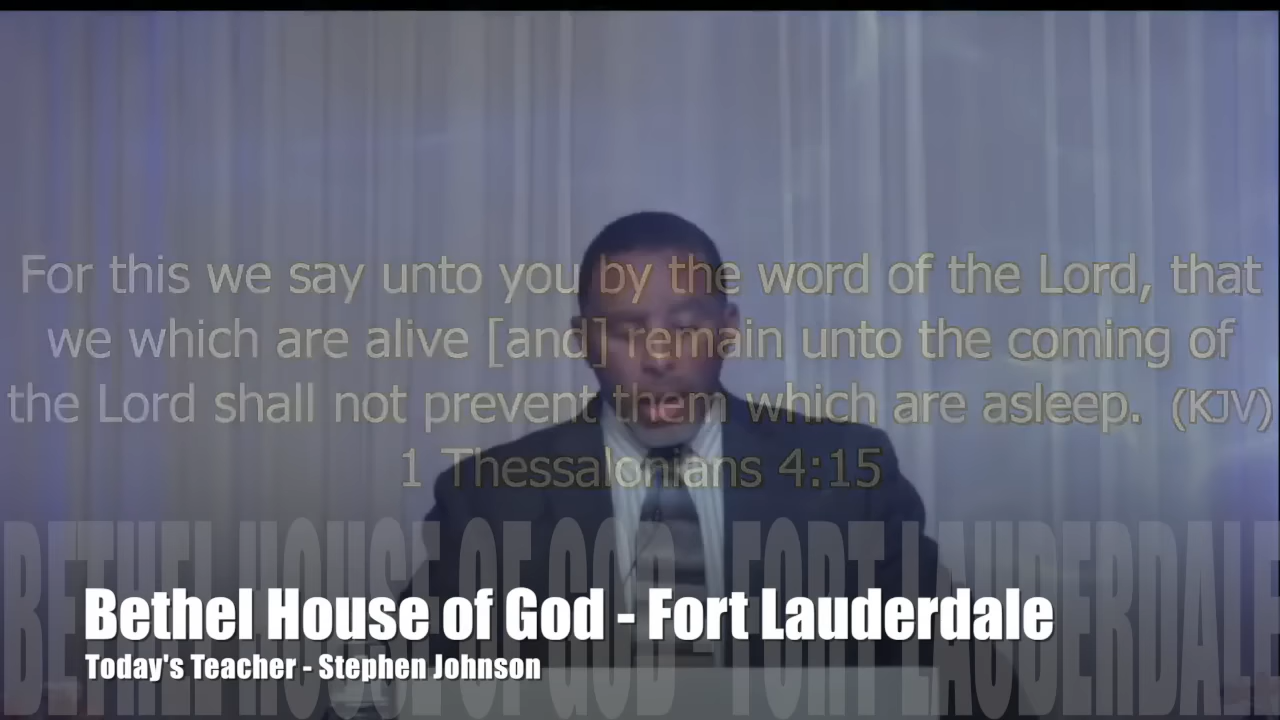 For this we say unto you by the word of the Lord, that
we which are alive [and] remain unto the coming of
the Lord shall not prevent them which are asleep. (KJV)
1 Thessalonians 4:15
BETHEL HOUSE OF GOD - FORT LAUDERDALE
Bethel House of God - Fort Lauderdale
Today's Teacher - Stephen Johnson